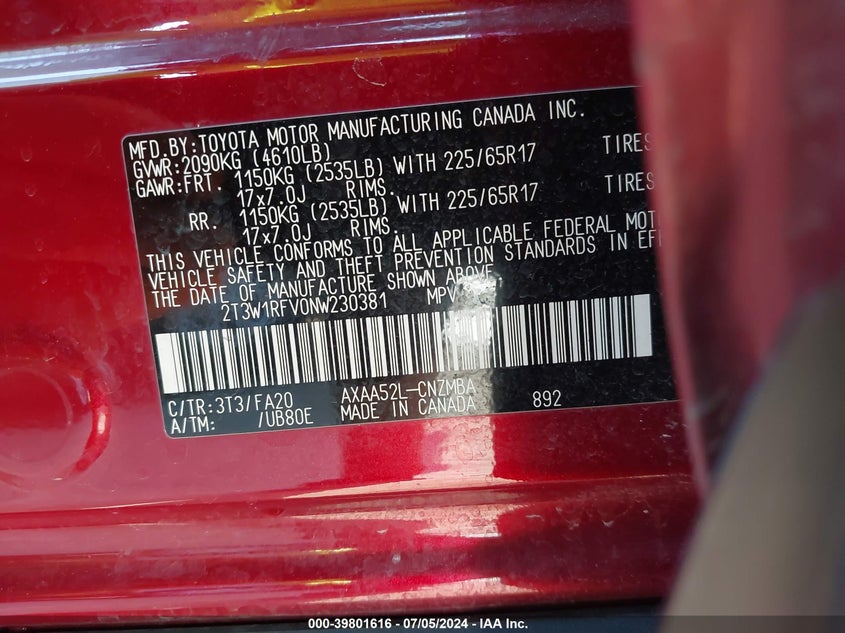 MFD.BY:TOYOTA MOTOR MANUFACTURING CANADA INC.
GVWR:2090KG (4610LB)
GAWR:FRT. 1150KG (2535LB) WITH 225/65R17 TIRES
17x7.0J RIMS.
RR. 1150KG (2535LB) WITH 225/65R17 TIRES
17x7.0J RIMS.
THIS VEHICLE CONFORMS TO ALL APPLICABLE FEDERAL MOT
VEHICLE SAFETY AND THEFT PREVENTION STANDARDS IN EF
THE DATE OF MANUFACTURE SHOWN ABOVE.
2T3W1RFV0NW230381 MPV
C/TR:3T3/FA20 AXAA52L-CNZMBA 892
A/TM: /UB80E MADE IN CANADA
000-39801616 - 07/05/2024 - IAA Inc.